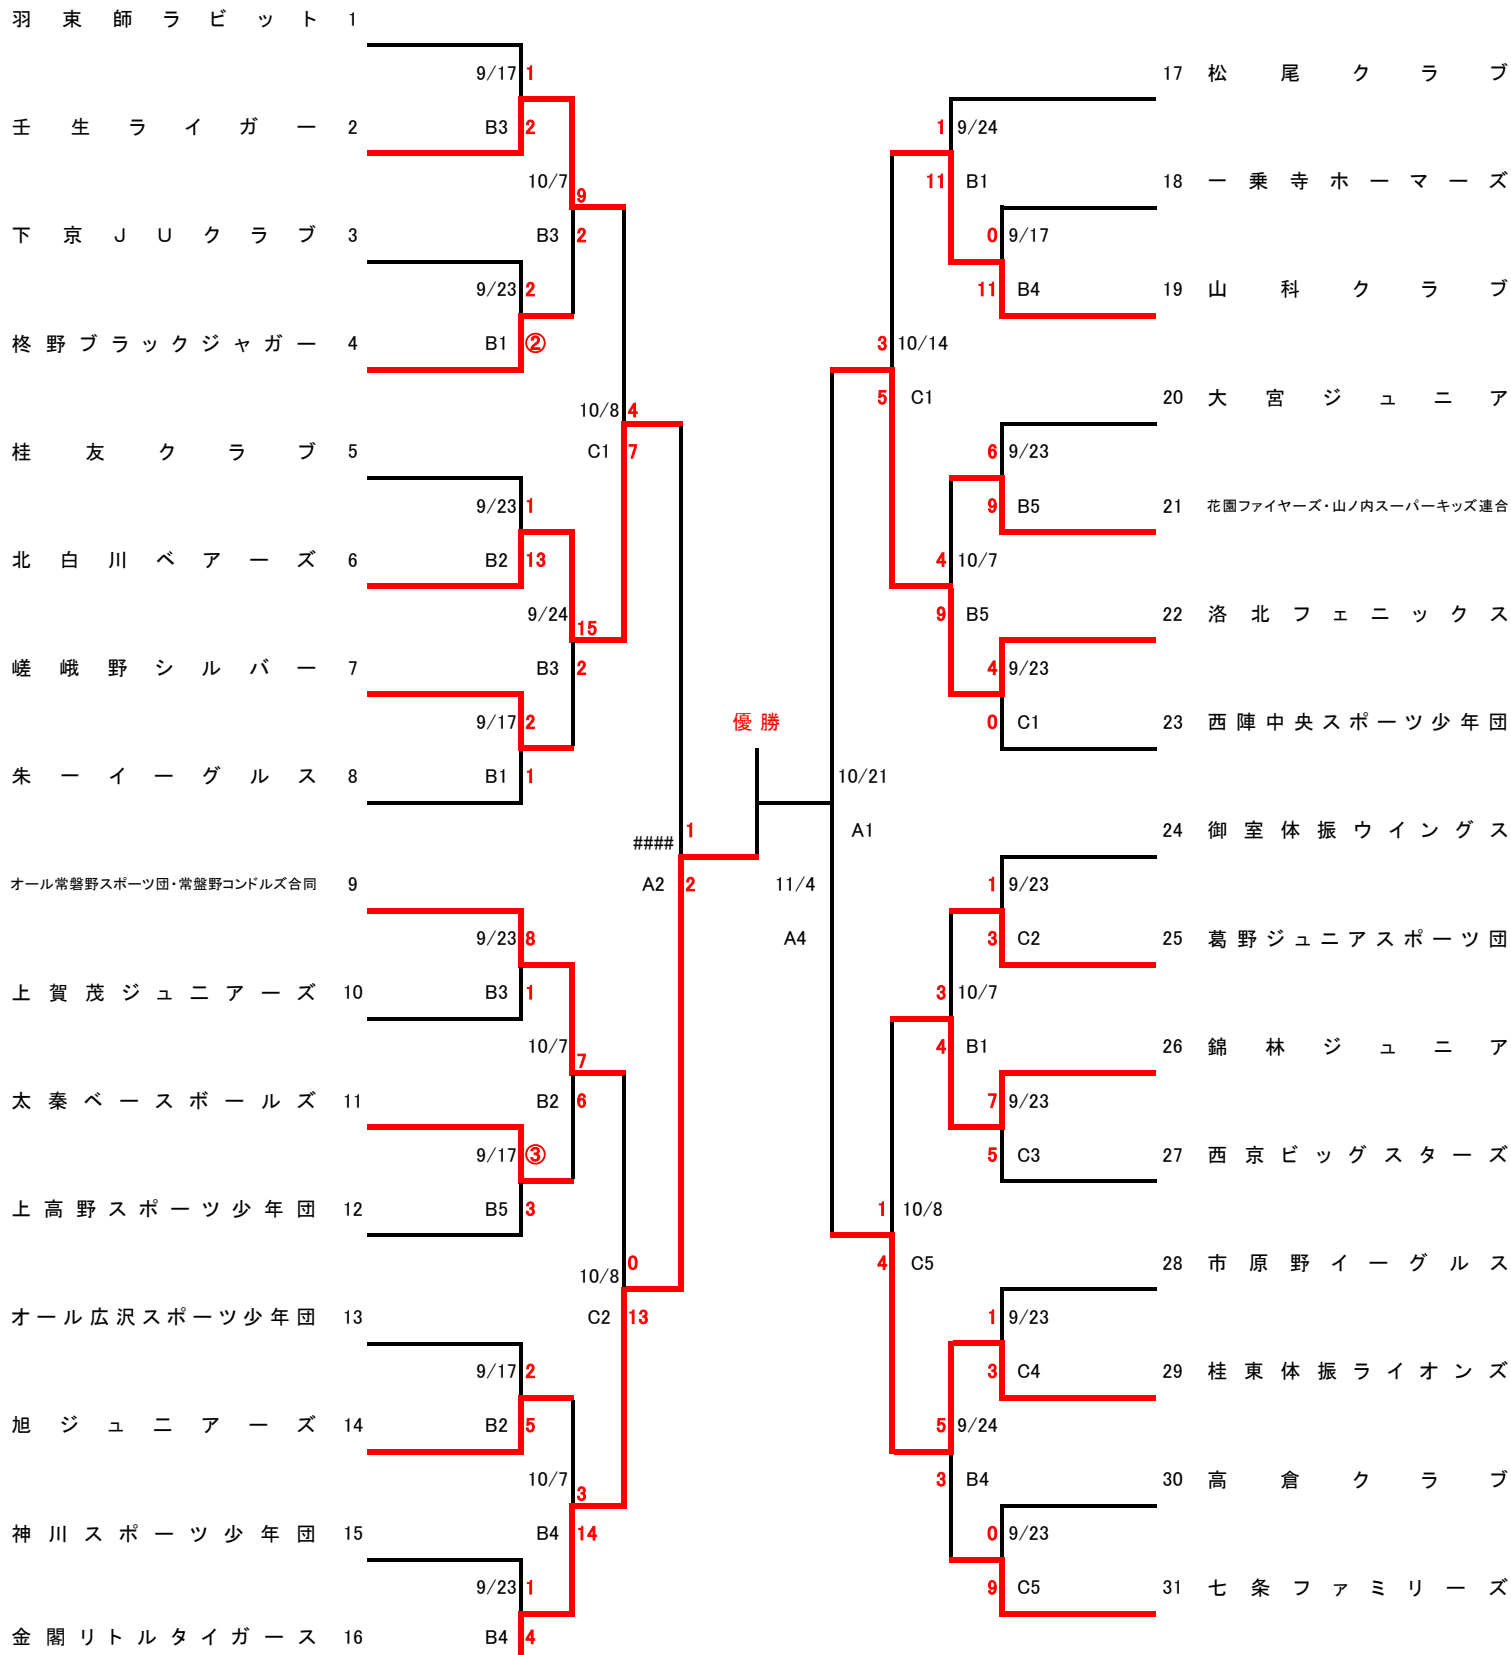 羽束師ラビット 1
9/17 1
壬生ライガー 2 B3 2
10/7 9
下京JUクラブ 3 B3 2
9/23 2
柊野ブラックジャガー 4 B1 ②
10/8 4
桂友クラブ 5 C1 7
9/23 1
北白川ベアーズ 6 B2 13
9/24 15
嵯峨野シルバー 7 B3 2
9/17 2
朱一イーグルス 8 B1 1
#### 1
オール常磐野スポーツ団・常盤野コンドルズ合同 9 A2 2
9/23 8
上賀茂ジュニアーズ 10 B3 1
10/7 7
太秦ベースボールズ 11 B2 6
9/17 ③
上高野スポーツ少年団 12 B5 3
10/8 0
オール広沢スポーツ少年団 13 C2 13
9/17 2
旭ジュニアーズ 14 B2 5
10/7 3
神川スポーツ少年団 15 B4 14
9/23 1
金閣リトルタイガース 16 B4 4
優勝
11/4
A4
17 松尾クラブ
1 9/24
11 B1 18 一乗寺ホーマーズ
0 9/17
11 B4 19 山科クラブ
3 10/14
5 C1 20 大宮ジュニア
6 9/23
9 B5 21 花園ファイヤーズ・山ノ内スーパーキッズ連合
4 10/7
9 B5 22 洛北フェニックス
4 9/23
0 C1 23 西陣中央スポーツ少年団
10/21
A1 24 御室体振ウイングス
1 9/23
3 C2 25 葛野ジュニアスポーツ団
3 10/7
4 B1 26 錦林ジュニア
7 9/23
5 C3 27 西京ビッグスターズ
1 10/8
4 C5 28 市原野イーグルス
1 9/23
3 C4 29 桂東体振ライオンズ
5 9/24
3 B4 30 高倉クラブ
0 9/23
9 C5 31 七条ファミリーズ